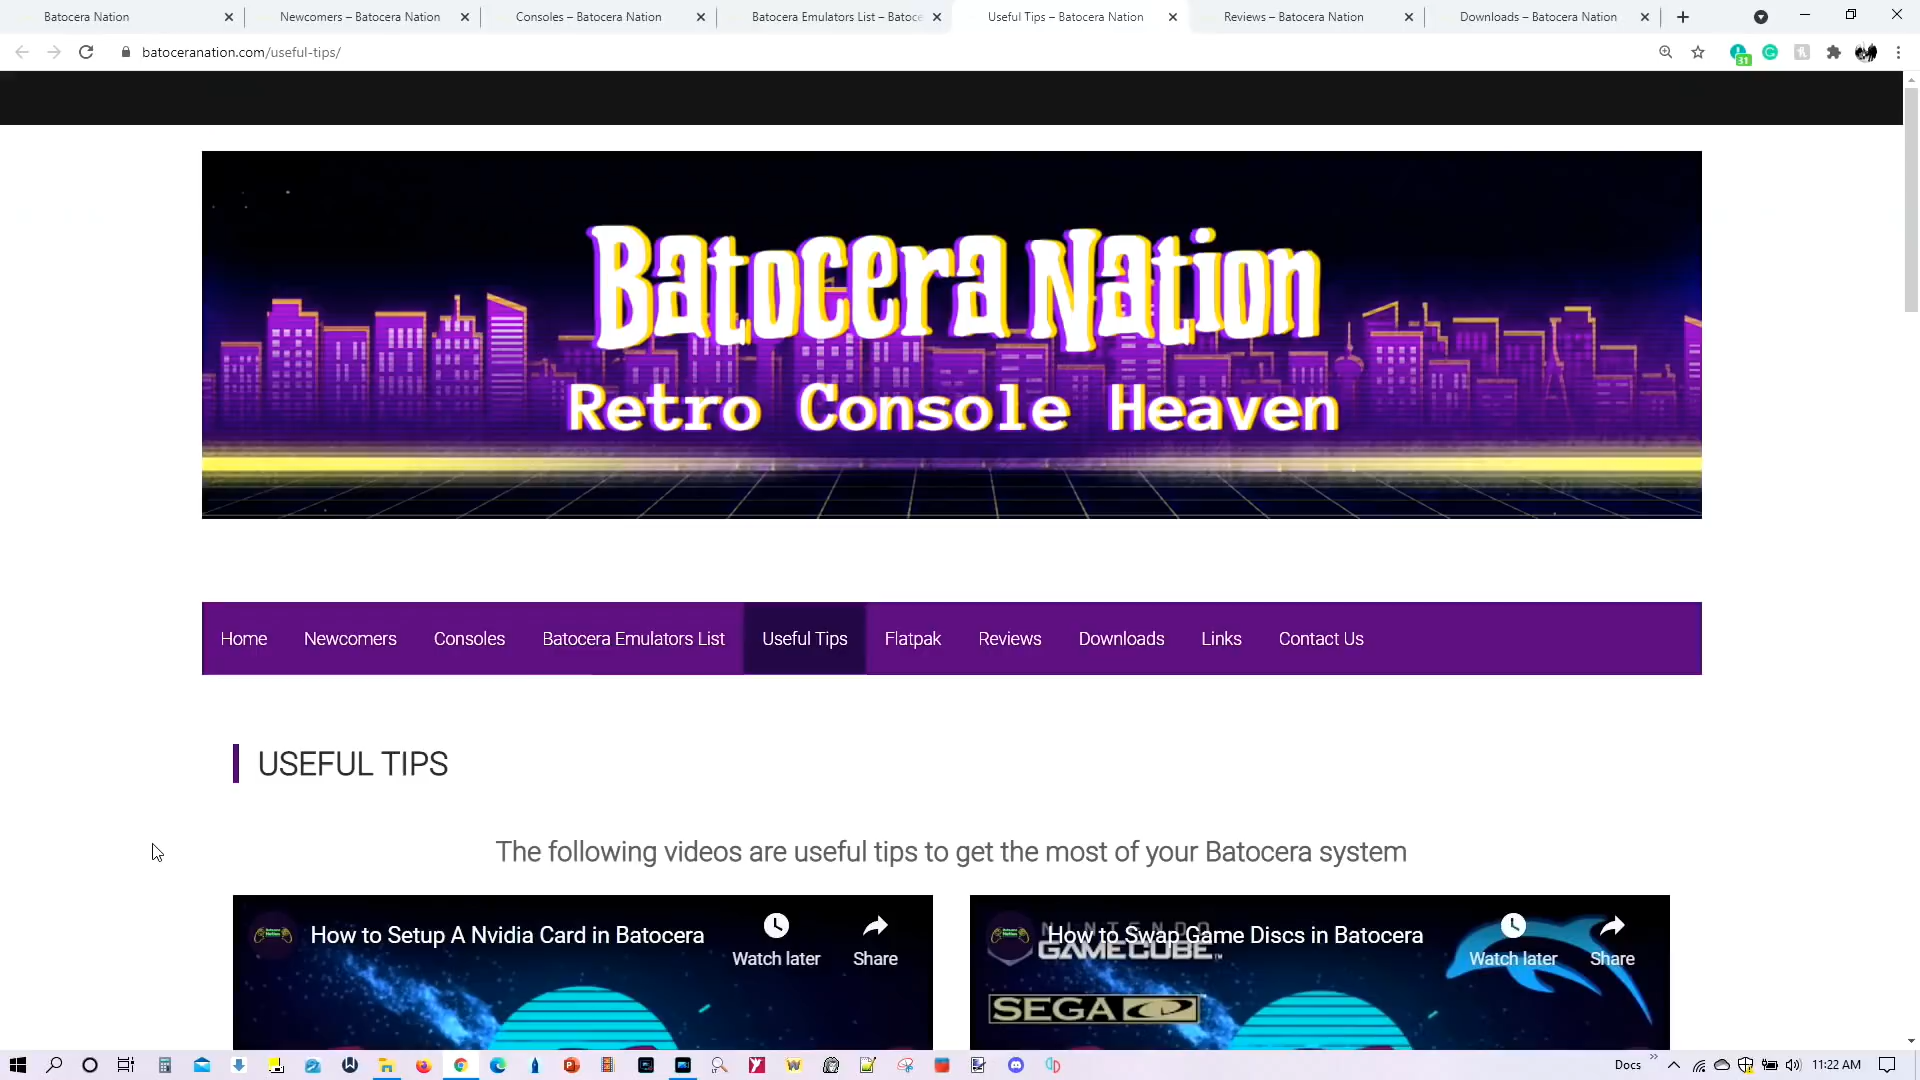 Batocera Nation
Newcomers – Batocera Nation
Consoles – Batocera Nation
Batocera Emulators List – Batoce
Useful Tips – Batocera Nation
Reviews – Batocera Nation
Downloads – Batocera Nation
batoceranation.com/useful-tips/
31
Batocera Nation
Retro Console Heaven
Home Newcomers Consoles Batocera Emulators List Useful Tips Flatpak Reviews Downloads Links Contact Us
USEFUL TIPS
The following videos are useful tips to get the most of your Batocera system
How to Setup A Nvidia Card in Batocera
Watch later
Share
NINTENDO
GAMECUBE™
How to Swap Game Discs in Batocera
Watch later
Share
SEGA CD
Docs
11:22 AM